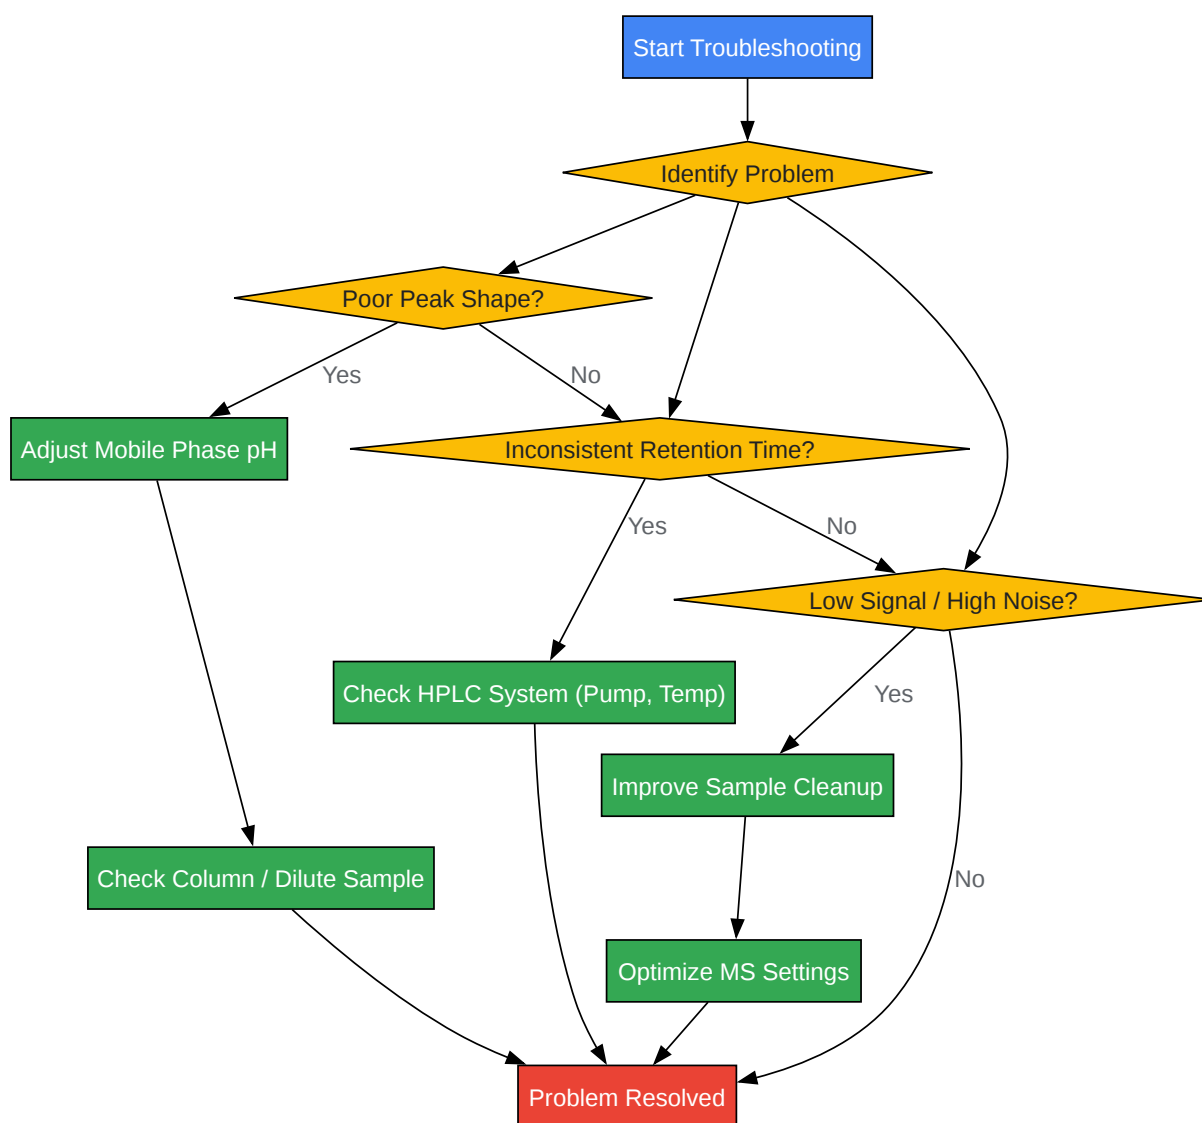 Start Troubleshooting
Identify Problem
Poor Peak Shape?
Yes
No
Adjust Mobile Phase pH
Inconsistent Retention Time?
Yes
No
Low Signal / High Noise?
Check HPLC System (Pump, Temp)
Yes
Improve Sample Cleanup
Check Column / Dilute Sample
No
Optimize MS Settings
Problem Resolved